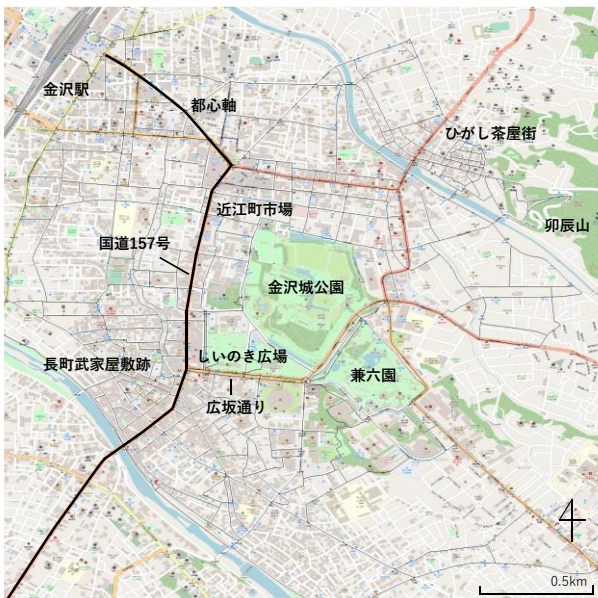 金沢駅
都心軸
ひがし茶屋街
近江町市場
卯辰山
国道157号
金沢城公園
しいのき広場
長町武家屋敷跡
兼六園
広坂通り
4
0.5km